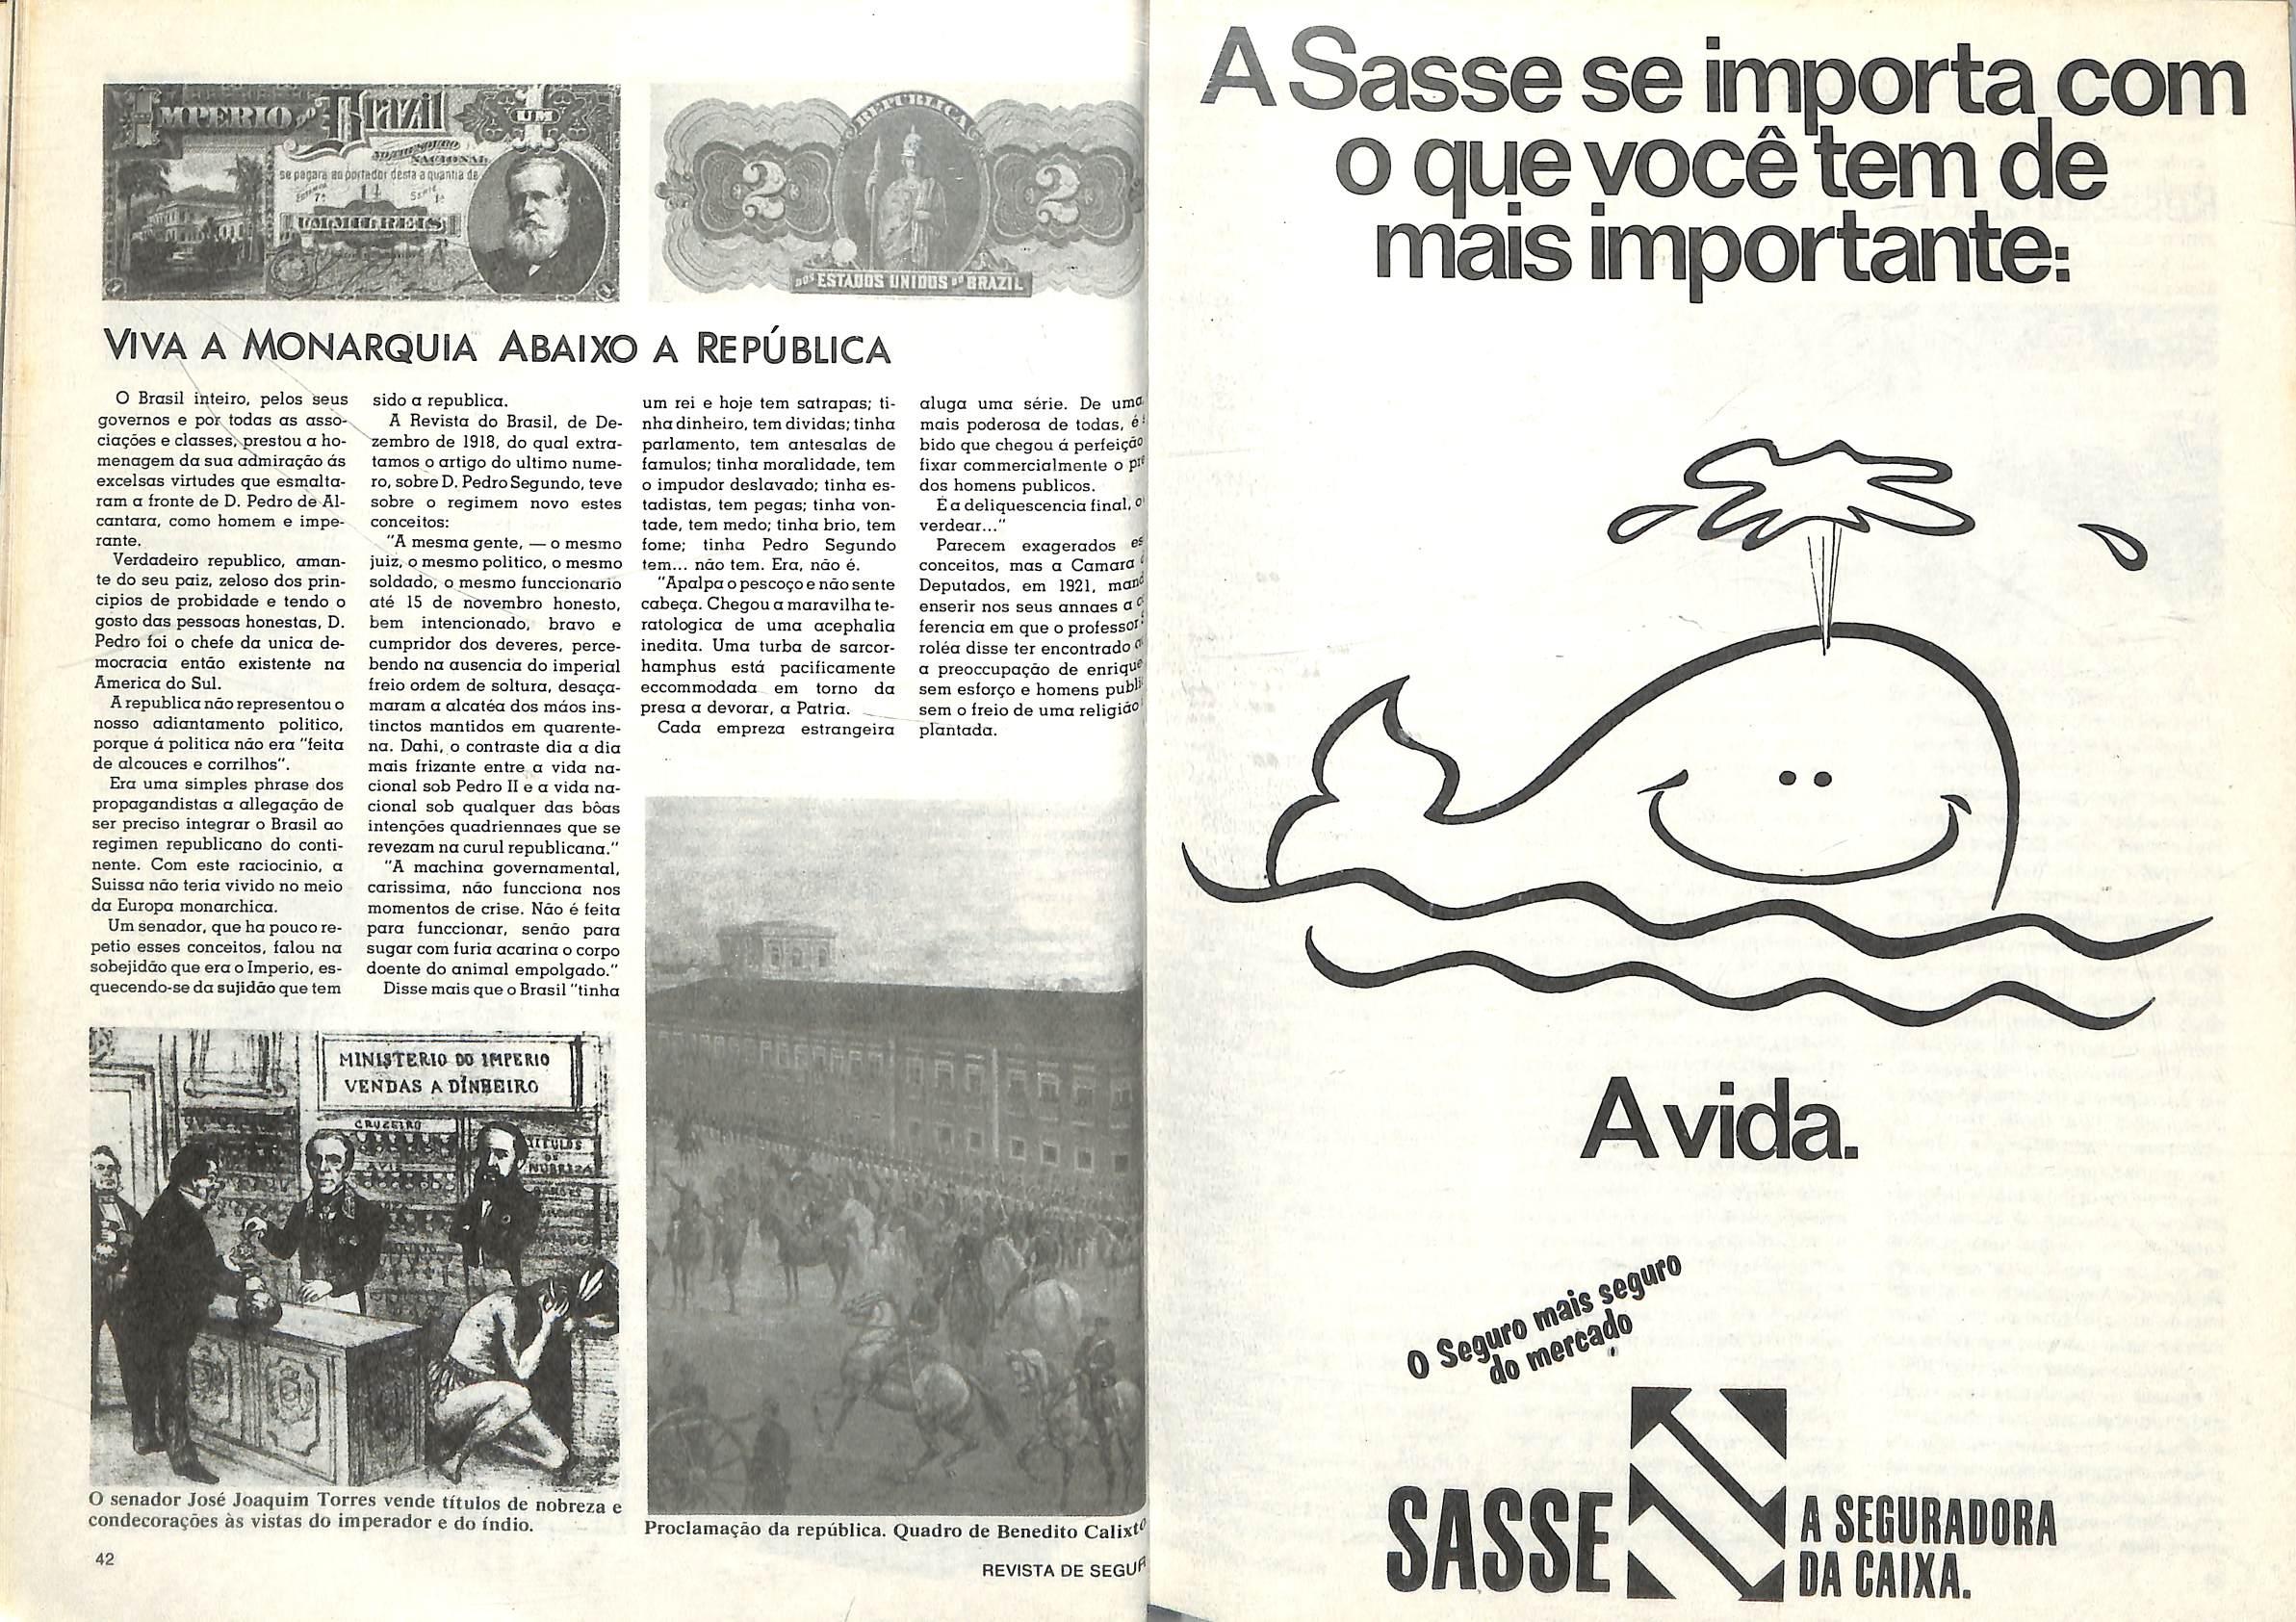 IMPERIO DO BRAZIL
UM
NO THESOURO
NACIONAL
se pagará ao portador desta a quantia de
ESTAMPA SERIE
7ª 1$ 1ª
UM MIL REIS
REPUBLICA
2 2
DOS ESTADOS UNIDOS DO BRAZIL
VIVA A MONARQUIA ABAIXO A REPÚBLICA
O Brasil inteiro, pelos seus
governos e por todas as asso-
ciações e classes, prestou a ho-
menagem da sua admiração ás
excelsas virtudes que esmalta-
ram a fronte de D. Pedro de Al-
cantara, como homem e impe-
rante.
Verdadeiro republico, aman-
te do seu paiz, zeloso dos prin-
cipios de probidade e tendo o
gosto das pessoas honestas, D.
Pedro foi o chefe da unica de-
mocracia então existente na
America do Sul.
A republica não representou o
nosso adiantamento politico,
porque á politica não era "feita
de alcouces e corrilhos".
Era uma simples phrase dos
propagandistas a allegação de
ser preciso integrar o Brasil ao
regimen republicano do conti-
nente. Com este raciocinio, a
Suissa não teria vivido no meio
da Europa monarchica.
Um senador, que ha pouco re-
petio esses conceitos, falou na
sobejidão que era o Imperio, es-
quecendo-se da sujidão que tem
sido a republica.
A Revista do Brasil, de De-
zembro de 1918, do qual extra-
tamos o artigo do ultimo nume-
ro, sobre D. Pedro Segundo, teve
sobre o regimem novo estes
conceitos:
"A mesma gente, — o mesmo
juiz, o mesmo politico, o mesmo
soldado, o mesmo funccionario
até 15 de novembro honesto,
bem intencionado, bravo e
cumpridor dos deveres, perce-
bendo na ausencia do imperial
freio ordem de soltura, desaça-
maram a alcatéa dos máos ins-
tinctos mantidos em quarente-
na. Dahi, o contraste dia a dia
mais frizante entre a vida na-
cional sob Pedro II e a vida na-
cional sob qualquer das bôas
intenções quadriennaes que se
revezam na curul republicana."
"A machina governamental,
carissima, não funcciona nos
momentos de crise. Não é feita
para funccionar, senão para
sugar com furia acarina o corpo
doente do animal empolgado."
Disse mais que o Brasil "tinha
um rei e hoje tem satrapas; ti-
nha dinheiro, tem dividas; tinha
parlamento, tem antesalas de
famulos; tinha moralidade, tem
o impudor deslavado; tinha es-
tadistas, tem pegas; tinha von-
tade, tem medo; tinha brio, tem
fome; tinha Pedro Segundo
tem... não tem. Era, não é.
"Apalpa o pescoço e não sente
cabeça. Chegou a maravilha te-
ratologica de uma acephalia
inedita. Uma turba de sarcor-
hamphus está pacificamente
eccommodada em torno da
presa a devorar, a Patria.
Cada empreza estrangeira
aluga uma série. De uma
mais poderosa de todas, é
bido que chegou á perfeição
fixar commercialmente o
dos homens publicos.
É a deliquescencia final, o
verdear..."
Parecem exagerados
conceitos, mas a Camara
Deputados, em 1921,
enserir nos seus annaes a
ferencia em que o professor
roléa disse ter encontrado
a preoccupação de
sem esforço e homens
sem o freio de uma religião
plantada.
MINISTERIO DO IMPERIO
VENDAS A DINHEIRO
CRUZEIRO
AVIZ
TITULOS
DE
NOBREZA
O senador José Joaquim Torres vende títulos de nobreza e
condecorações às vistas do imperador e do índio.
Proclamação da república. Quadro de Benedito Calixto
42
REVISTA DE
A Sasse se importa com
o que você tem de
mais importante:
A vida.
O Seguro mais seguro
do mercado
SASSE
A SEGURADORA
DA CAIXA.